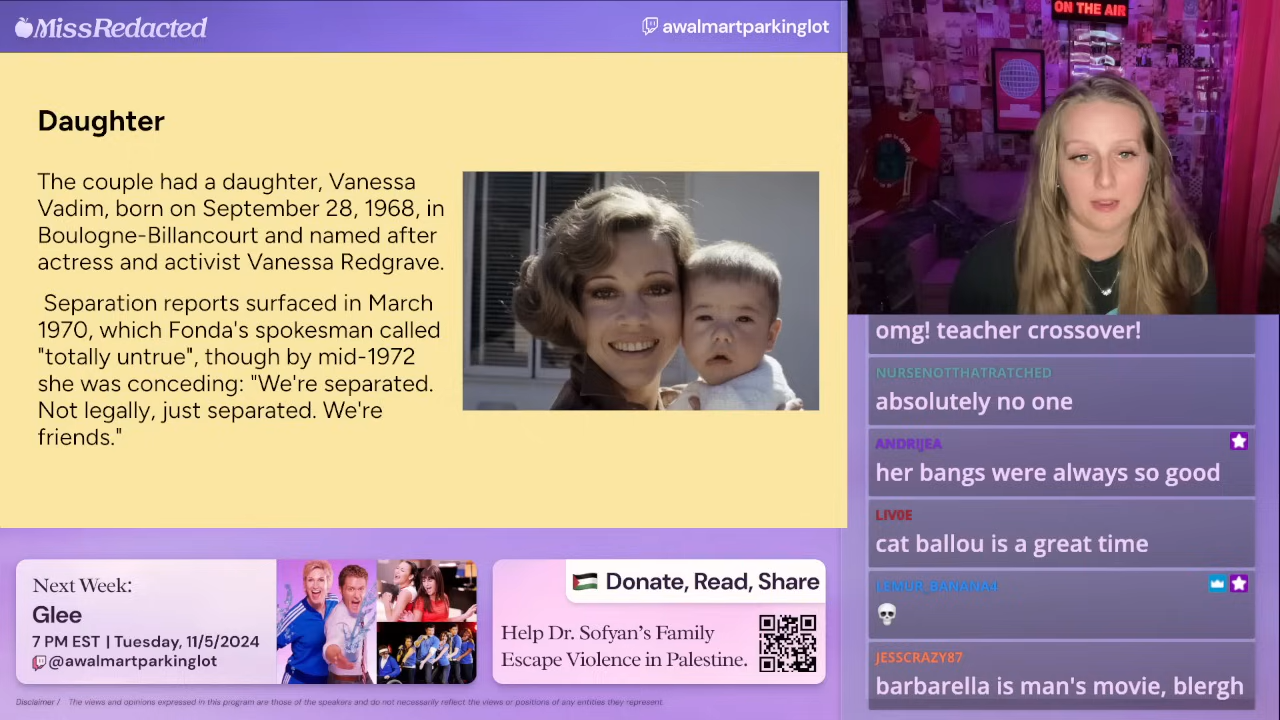 MissRedacted
awalmartparkinglot
ON THE AIR
Daughter
The couple had a daughter, Vanessa
Vadim, born on September 28, 1968, in
Boulogne-Billancourt and named after
actress and activist Vanessa Redgrave.
Separation reports surfaced in March
1970, which Fonda's spokesman called
"totally untrue", though by mid-1972
she was conceding: "We're separated.
Not legally, just separated. We're
friends."
omg! teacher crossover!
NURSENOTTHATRATCHED
absolutely no one
ANDRIJEA
her bangs were always so good
LIV0E
cat ballou is a great time
LEMUR_BANANA4
JESSCRAZY87
barbarella is man's movie, blergh
Next Week:
Glee
7 PM EST | Tuesday, 11/5/2024
@awalmartparkinglot
Donate, Read, Share
Help Dr. Sofyan's Family
Escape Violence in Palestine.
Disclaimer / The views and opinions expressed in this program are those of the speakers and do not necessarily reflect the views or positions of any entities they represent.